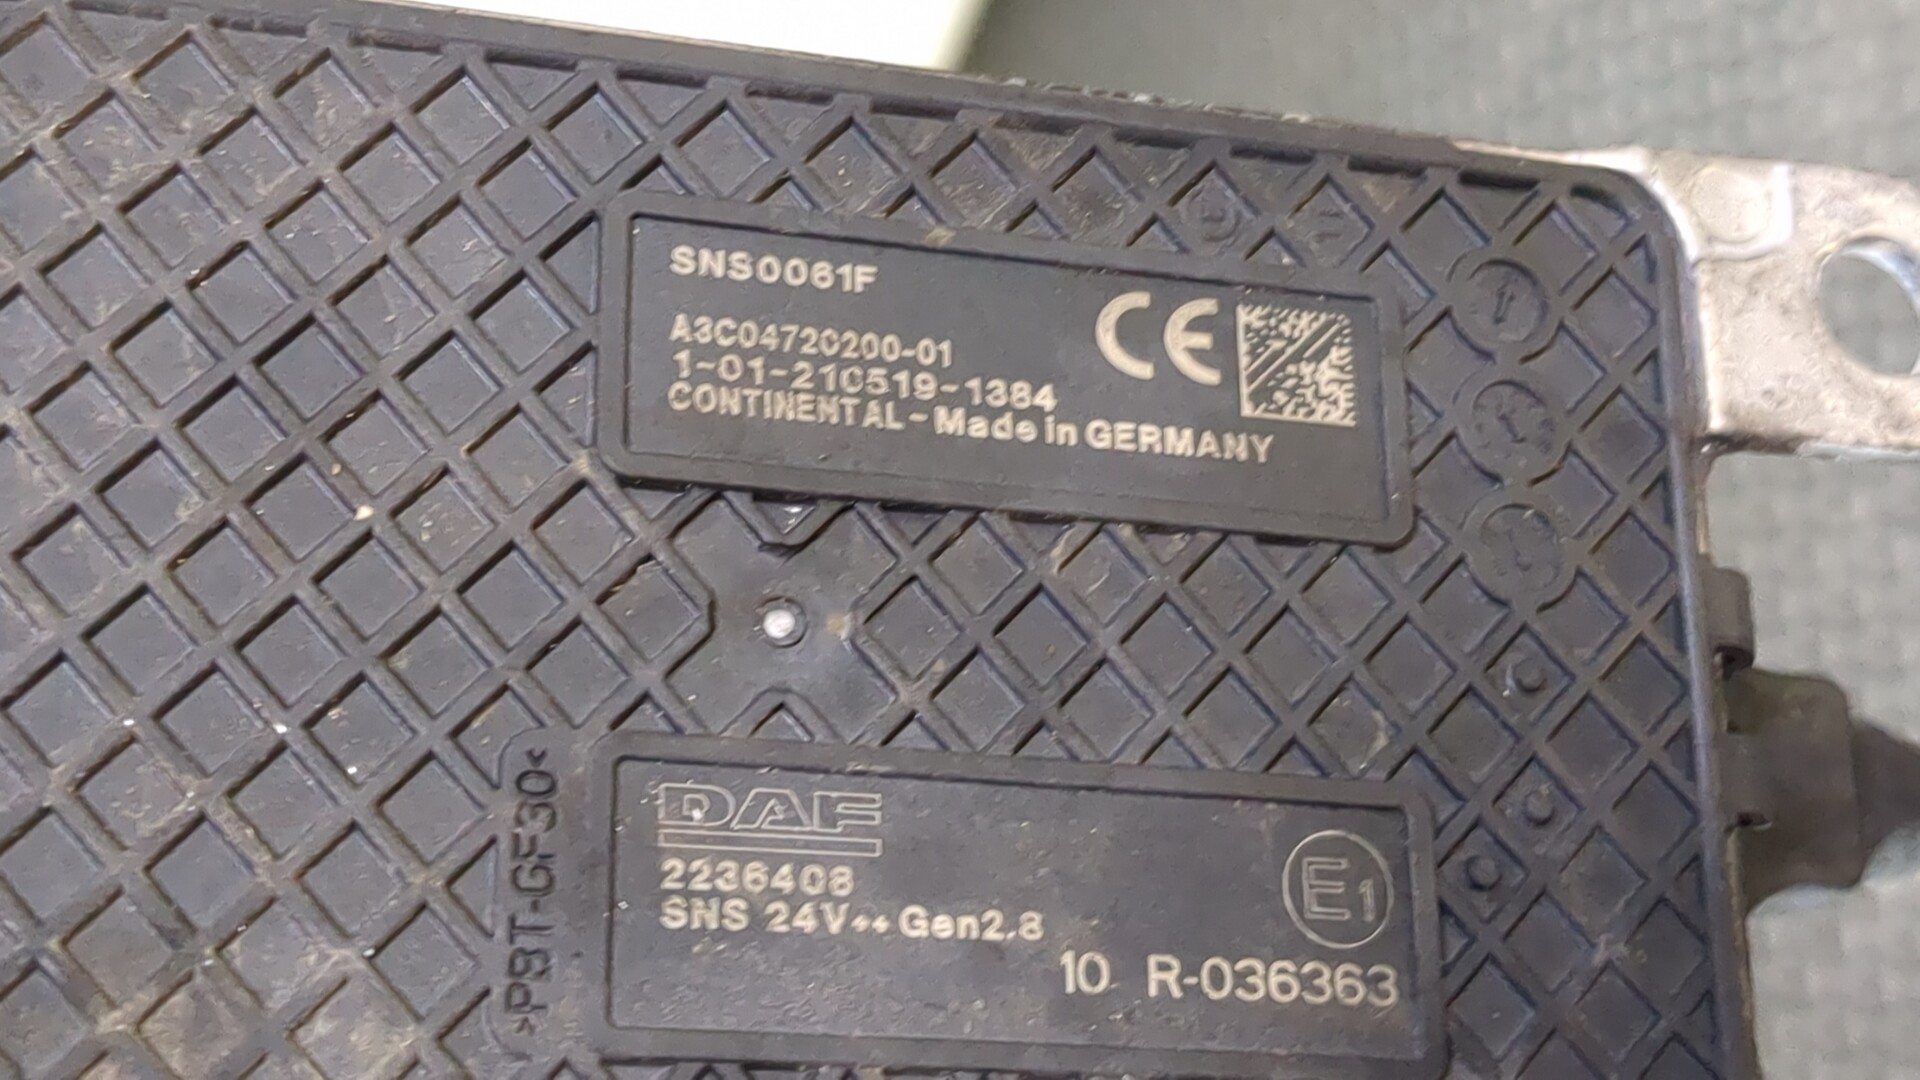 SNS0061F
A3C04720200-01
1-01-210519-1384
CONTINENTAL - Made in GERMANY
CE
DAF
2236408
SNS 24V++ Gen2.8
E1
10 R-036363
>PBT-GF30<